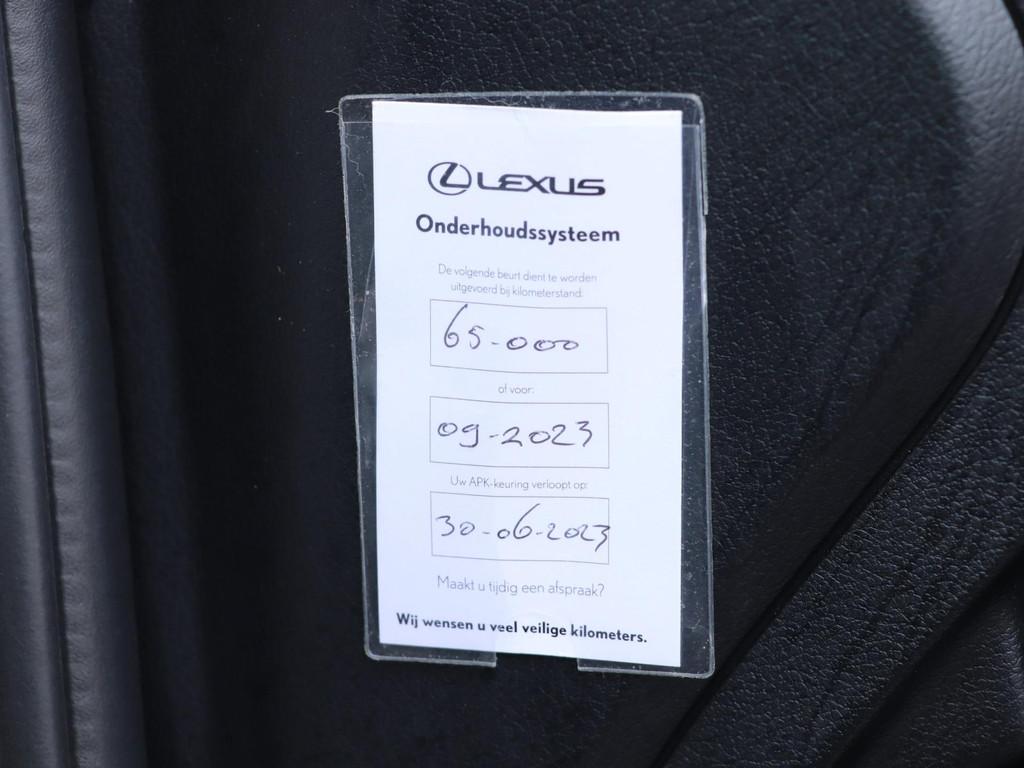 LEXUS
Onderhoudssysteem
De volgende beurt dient te worden
uitgevoerd bij kilometerstand:
65-000
of voor:
09-2023
Uw APK-keuring verloopt op:
30-06-2023
Maakt u tijdig een afspraak?
Wij wensen u veel veilige kilometers.